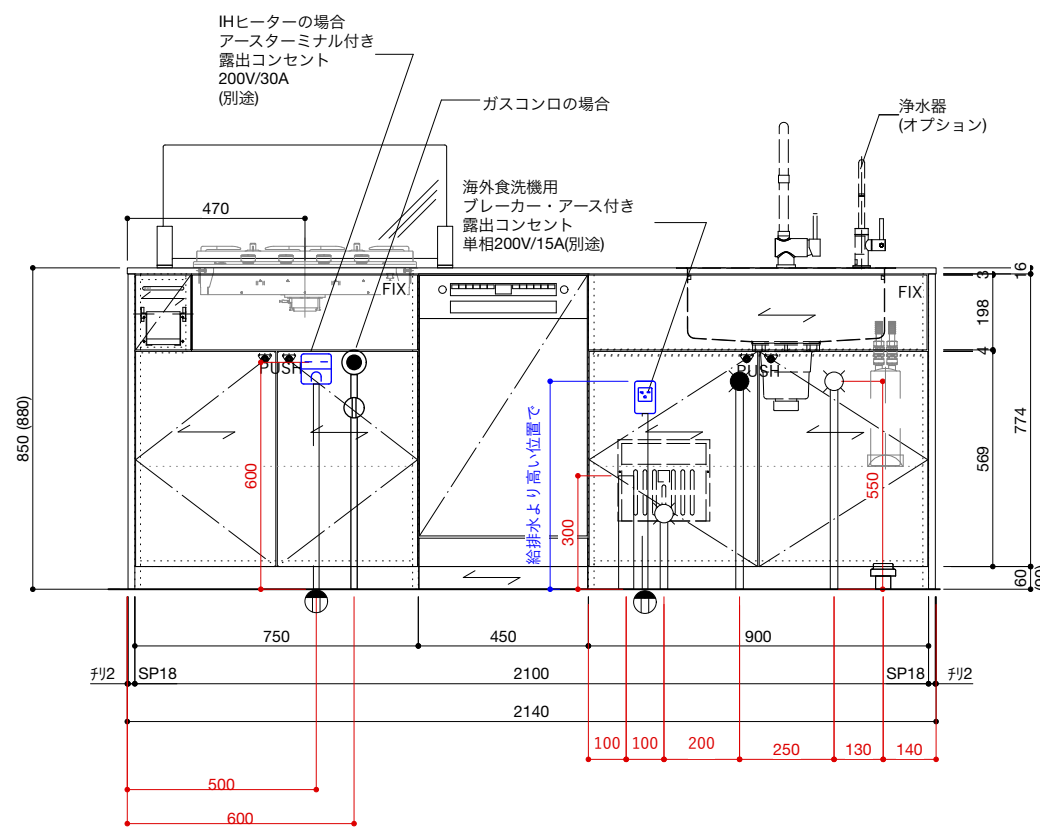 IHヒーターの場合
アースターミナル付き
露出コンセント
200V/30A
(別途)
ガスコンロの場合
浄水器
(オプション)
海外食洗機用
ブレーカー・アース付き
露出コンセント
単相200V/15A(別途)
470
FIX
FIX
16
3
198
4
PUSH
PUSH
850 (880)
600
給排水より高い位置で
300
550
569
774
60
(90)
750
450
900
チリ2
SP18
2100
SP18
チリ2
2140
100
100
200
250
130
140
500
600